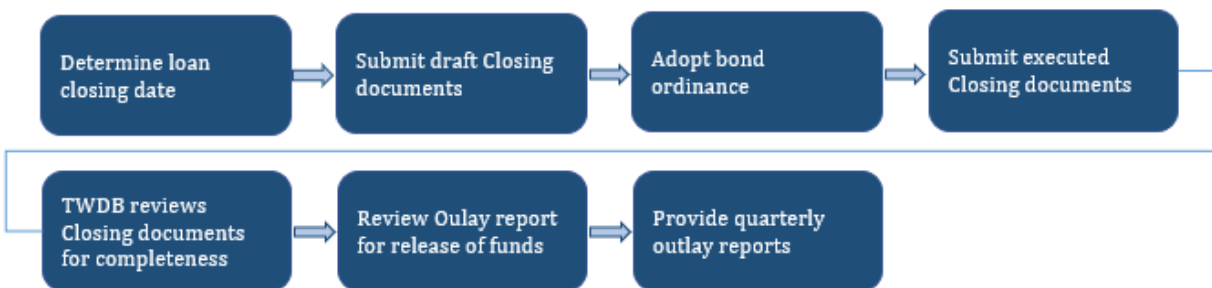 Determine loan
closing date
Submit draft Closing
documents
Adopt bond
ordinance
Submit executed
Closing documents
TWDB reviews
Closing documents
for completeness
Review Oulay report
for release of funds
Provide quarterly
outlay reports